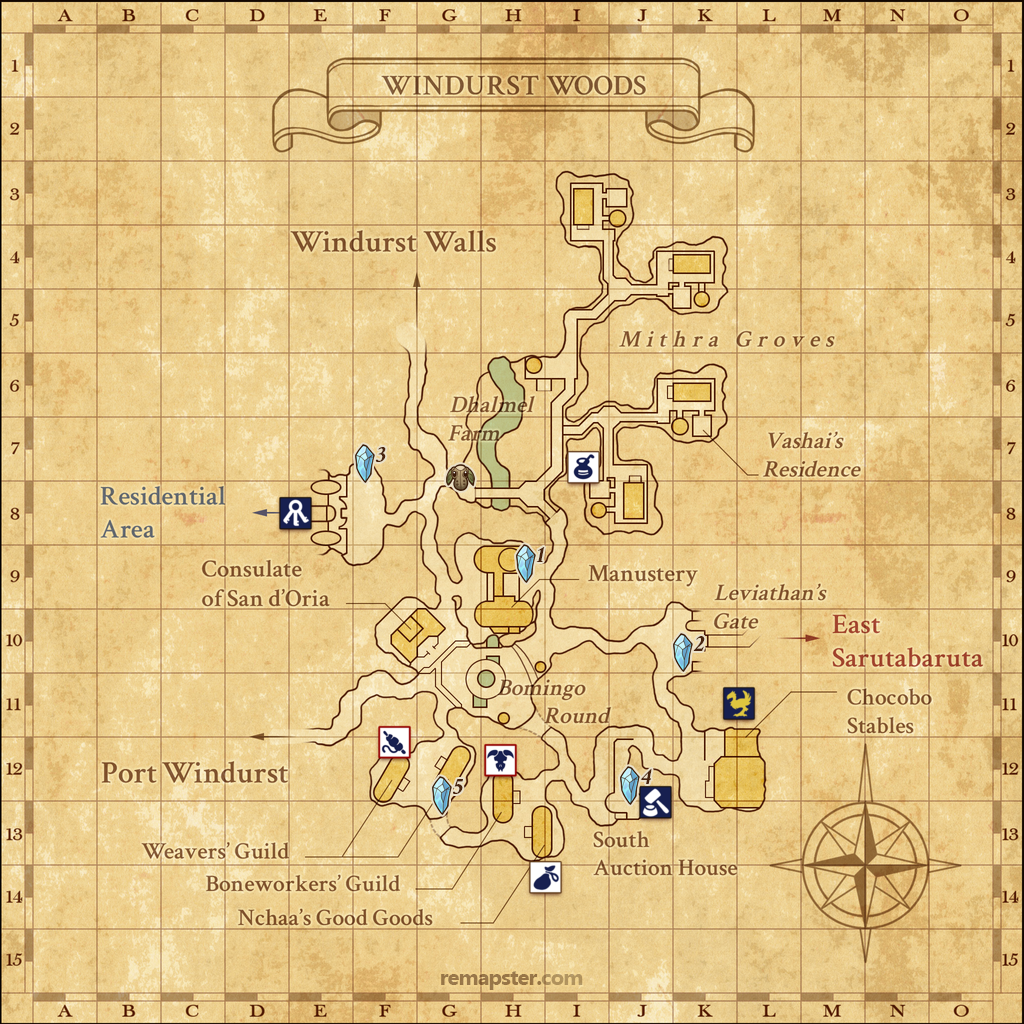 A B C D E F G H I J K L M N O
1 1
WINDURST WOODS
2 2
3 3
Windurst Walls
4 4
5 5
Mithra Groves
6 6
Dhalmel
Farm
7 7
Vashai's
Residence
3
Residential
Area
8 8
1
Consulate
of San d'Oria
9 9
Manustery
Leviathan's
Gate
10 10
2
East
Sarutabaruta
Bomingo
Round
11 11
Chocobo
Stables
Port Windurst
12 12
5
4
13 13
South
Auction House
Weavers' Guild
Boneworkers' Guild
14 14
Nchaa's Good Goods
15 15
remapster.com
A B C D E F G H I J K L M N O